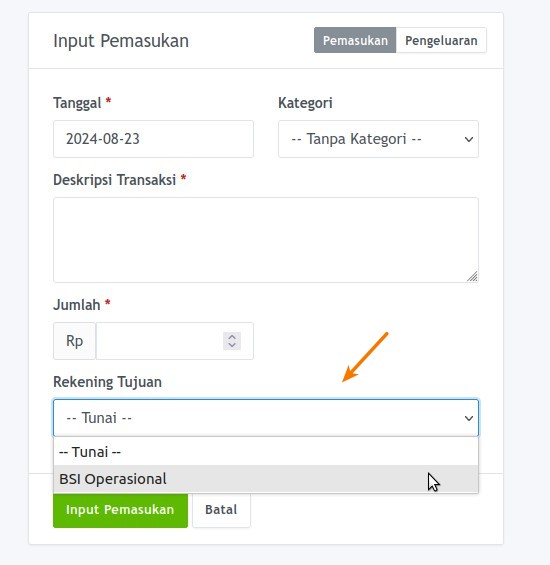 Input Pemasukan
Pemasukan Pengeluaran
Tanggal * Kategori
2024-08-23 -- Tanpa Kategori --
Deskripsi Transaksi *
Jumlah *
Rp
Rekening Tujuan
-- Tunai --
-- Tunai --
BSI Operasional
Input Pemasukan Batal